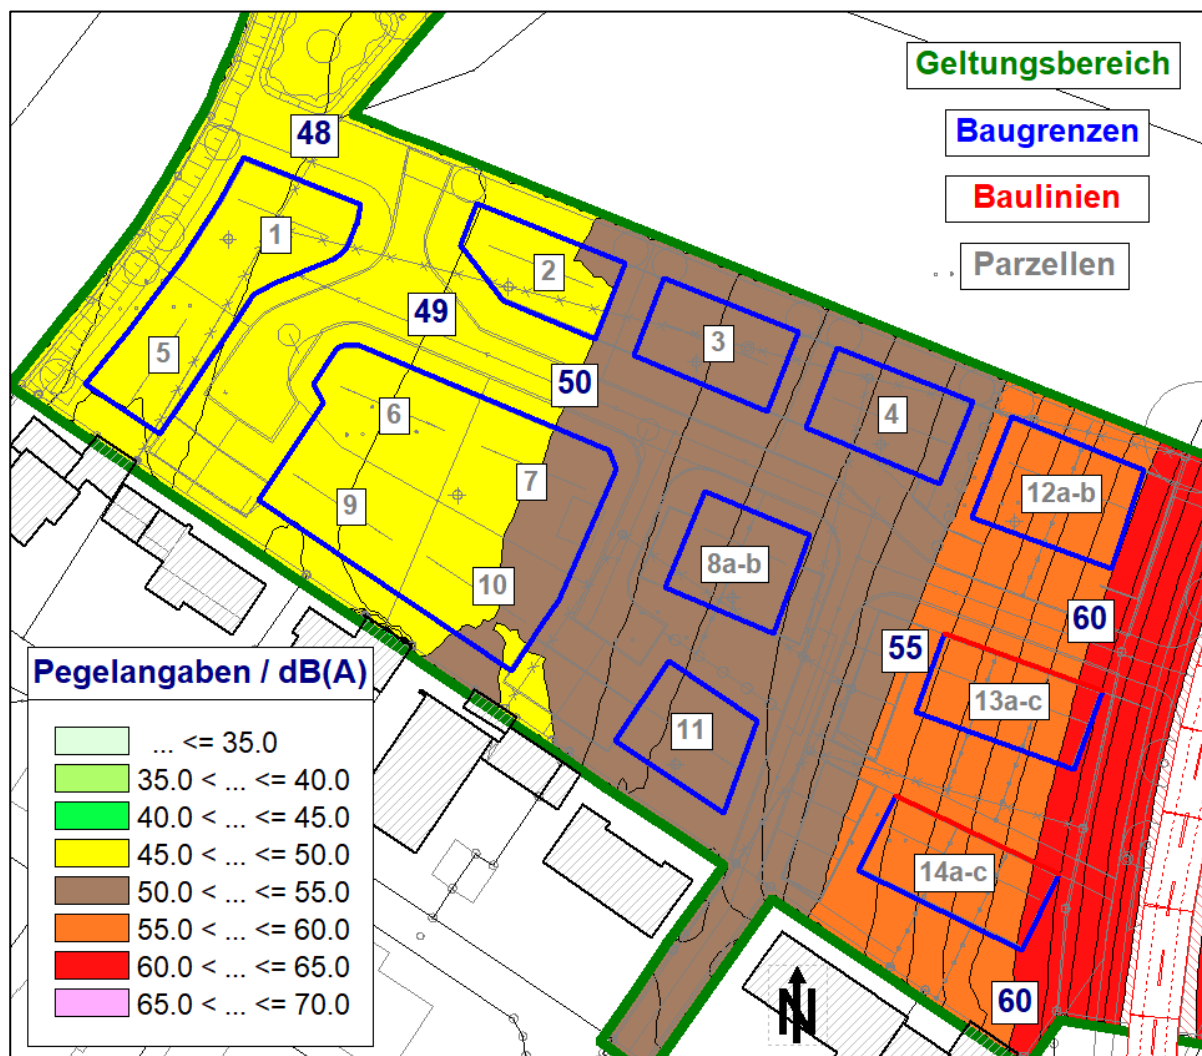 Geltungsbereich
Baugrenzen
Baulinien
Parzellen
48
1
2
49
3
5
50
4
6
7
12a-b
9
8a-b
10
60
55
13a-c
11
14a-c
60
N
Pegelangaben / dB(A)
... <= 35.0
35.0 < ... <= 40.0
40.0 < ... <= 45.0
45.0 < ... <= 50.0
50.0 < ... <= 55.0
55.0 < ... <= 60.0
60.0 < ... <= 65.0
65.0 < ... <= 70.0